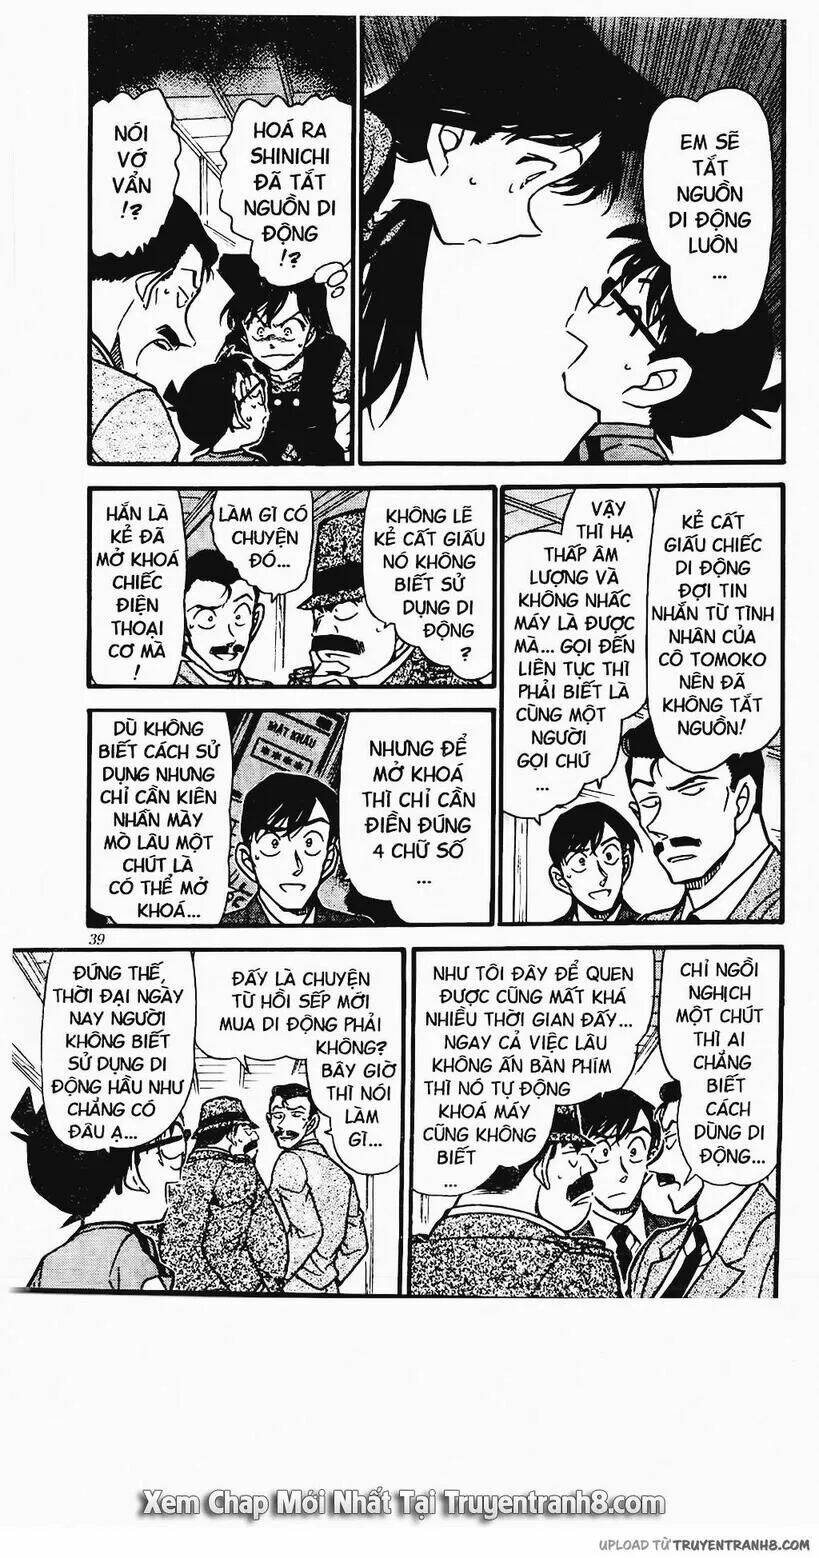 EM SẼ
TẮT
NGUỒN
DI ĐỘNG
LUÔN
...
HOÁ RA
SHINICHI
ĐÃ TẮT
NGUỒN DI
ĐỘNG
!?
NÓI
VỚ
VẨN
!?
KẺ CẤT
GIẤU CHIẾC
DI ĐỘNG
ĐỢI TIN
NHẮN TỪ TÌNH
NHÂN CỦA
CÔ TOMOKO
NÊN ĐÃ
KHÔNG TẮT
NGUỒN!
VẬY
THÌ HẠ
THẤP ÂM
LƯỢNG VÀ
KHÔNG NHẤC
MÁY LÀ ĐƯỢC
MÀ... GỌI ĐẾN
LIÊN TỤC THÌ
PHẢI BIẾT LÀ
CÙNG MỘT
NGƯỜI
GỌI CHỨ
...
KHÔNG LẼ
KẺ CẤT GIẤU
NÓ KHÔNG
BIẾT SỬ
DỤNG DI
ĐỘNG
?
LÀM GÌ CÓ
CHUYỆN
ĐÓ...
HẮN LÀ
KẺ ĐÃ
MỞ KHOÁ
CHIẾC
ĐIỆN
THOẠI
CƠ MÀ
!
NHƯNG ĐỂ
MỞ KHOÁ
THÌ CHỈ CẦN
ĐIỀN ĐÚNG
4 CHỮ SỐ
...
MẬT KHẨU
****
DÙ KHÔNG
BIẾT CÁCH SỬ
DỤNG NHƯNG
CHỈ CẦN KIÊN
NHẪN MÀY
MÒ LÂU MỘT
CHÚT LÀ
CÓ THỂ MỞ
KHOÁ...
39
CHỈ NGỒI
NGHỊCH
MỘT CHÚT
THÌ AI
CHẲNG
BIẾT
CÁCH
DÙNG DI
ĐỘNG...
NHƯ TÔI ĐÂY ĐỂ QUEN
ĐƯỢC CŨNG MẤT KHÁ
NHIỀU THỜI GIAN ĐẤY...
NGAY CẢ VIỆC LÂU
KHÔNG ẤN BÀN PHÍM
THÌ NÓ TỰ ĐỘNG
KHOÁ MÁY
CŨNG KHÔNG
BIẾT
...
ĐẤY LÀ CHUYỆN
TỪ HỒI SẾP MỚI
MUA DI ĐỘNG PHẢI
KHÔNG?
BÂY GIỜ
THÌ NÓI
LÀM
GÌ...
ĐÚNG THẾ,
THỜI ĐẠI NGÀY
NAY NGƯỜI
KHÔNG BIẾT
SỬ DỤNG DI
ĐỘNG HẦU NHƯ
CHẲNG CÓ
ĐÂU Ạ...
Xem Chap Mới Nhất Tại Truyentranh8.com
UPLOAD TỪ TRUYENTRANH8.COM